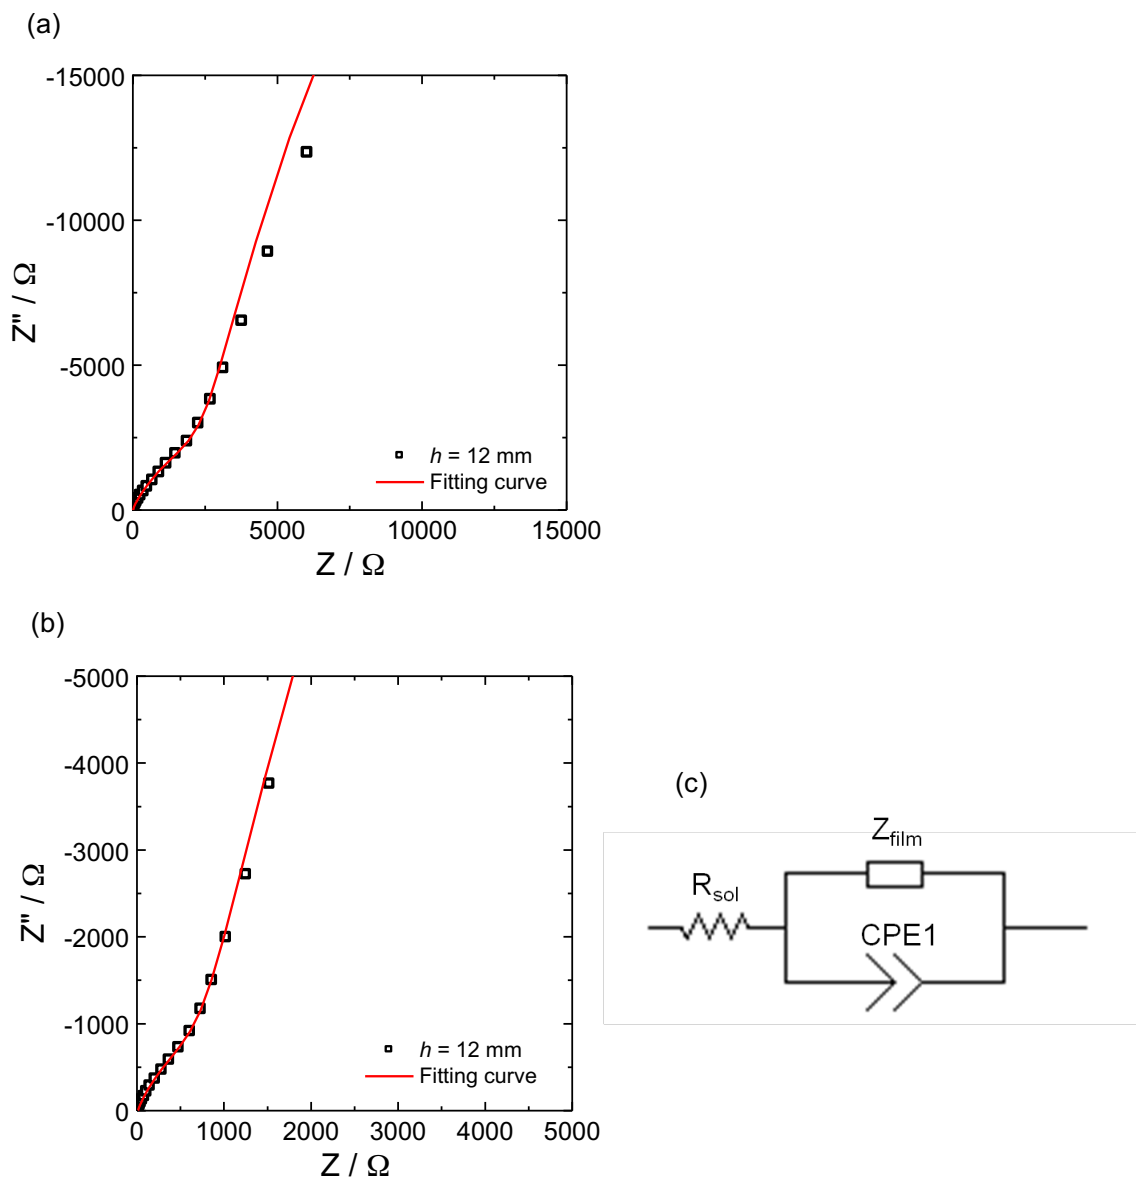 (a)
-15000
-10000
-5000
0
Z" / Ω
h = 12 mm
Fitting curve
0 5000 10000 15000
Z / Ω
(b)
-5000
-4000
-3000
-2000
-1000
0
Z" / Ω
h = 12 mm
Fitting curve
0 1000 2000 3000 4000 5000
Z / Ω
(c)
Zfilm
Rsol
CPE1